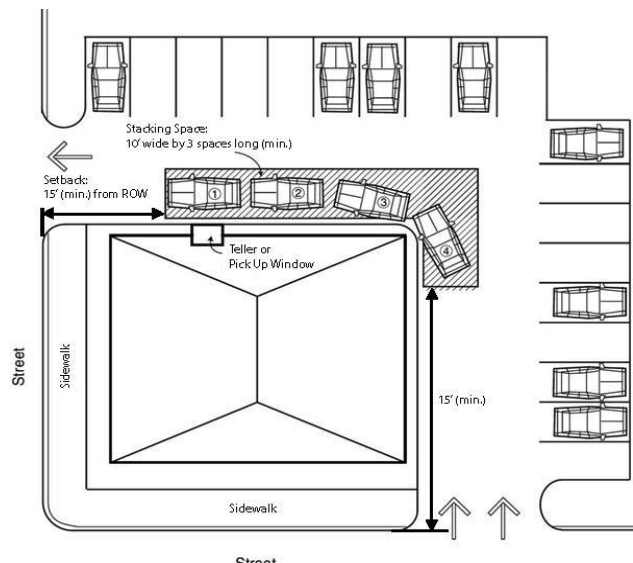 Stacking Space:
10' wide by 3 spaces long (min.)
Setback:
15' (min.) from ROW
①
②
③
④
Teller or
Pick Up Window
Street
Sidewalk
15' (min.)
Sidewalk
Street